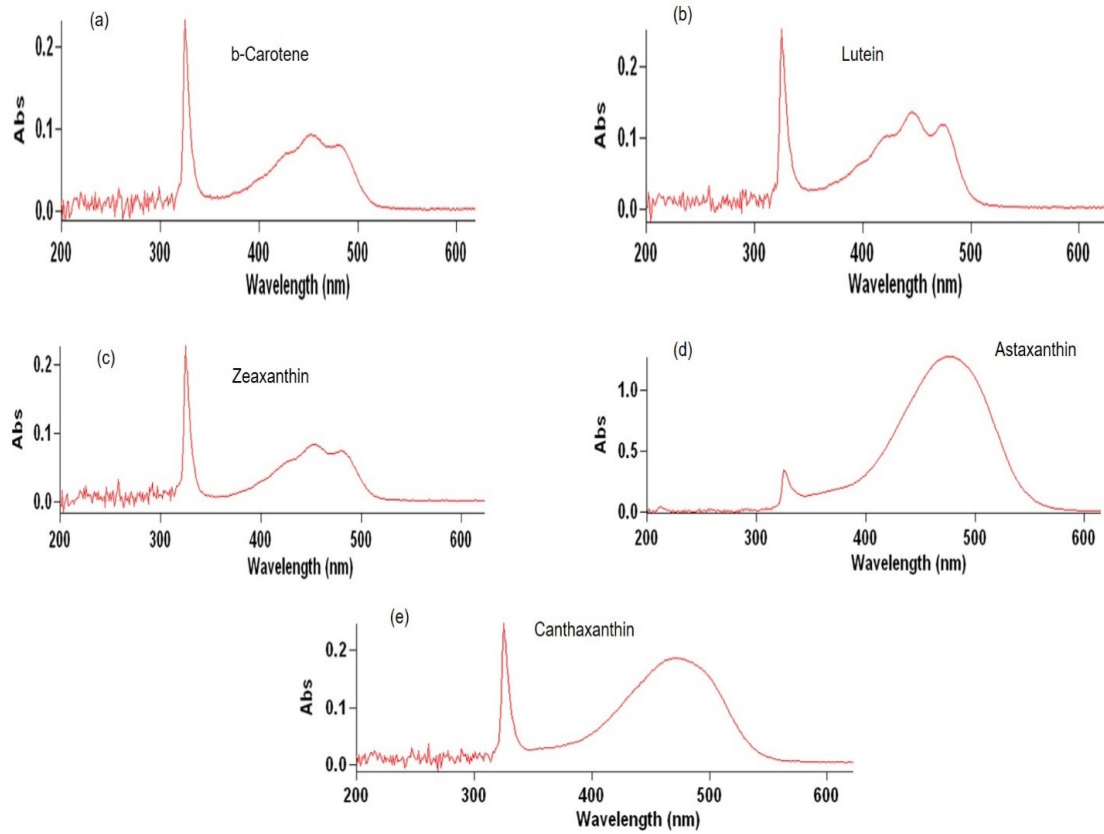 (a)
b-Carotene
Abs
0.2
0.1
0.0
200 300 400 500 600
Wavelength (nm)
(b)
Lutein
Abs
0.2
0.1
0.0
200 300 400 500 600
Wavelength (nm)
(c)
Zeaxanthin
Abs
0.2
0.1
0.0
200 300 400 500 600
Wavelength (nm)
(d)
Astaxanthin
Abs
1.0
0.5
0.0
200 300 400 500 600
Wavelength (nm)
(e)
Canthaxanthin
Abs
0.2
0.1
0.0
200 300 400 500 600
Wavelength (nm)